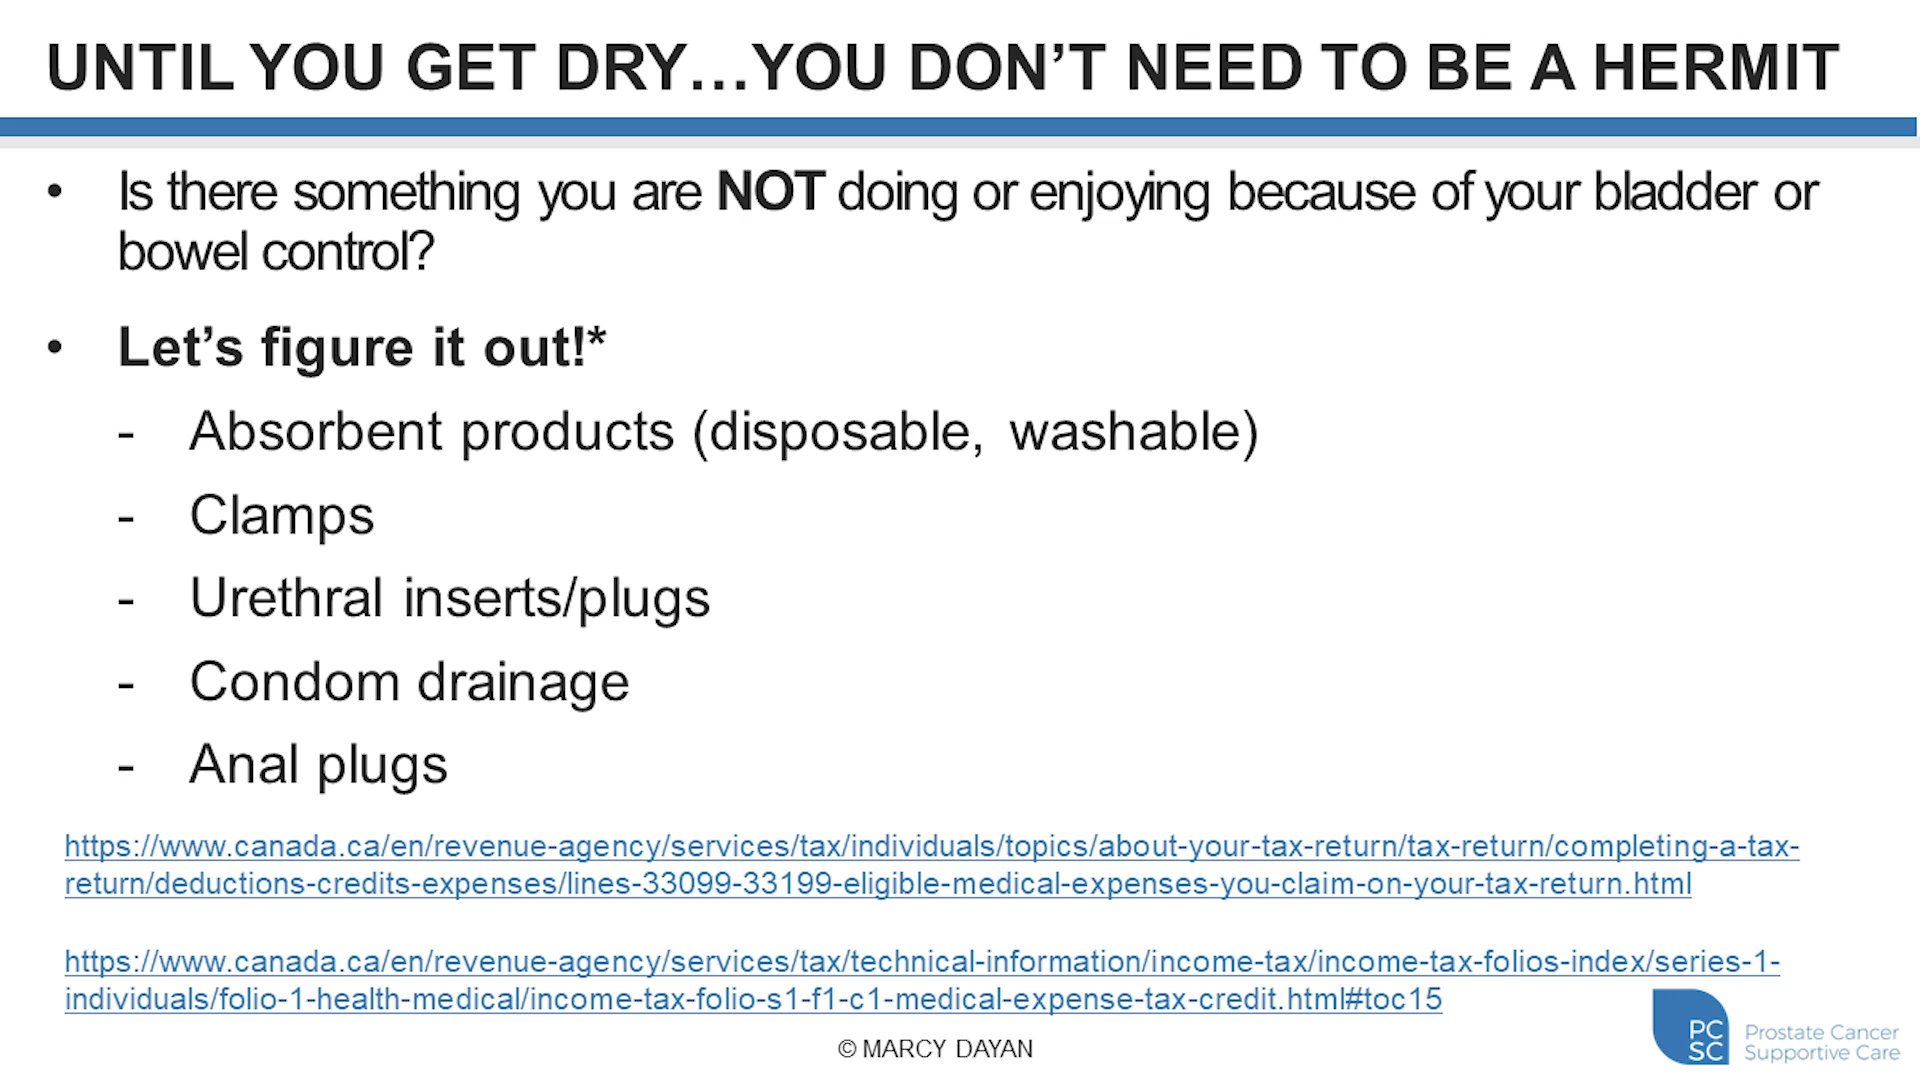 UNTIL YOU GET DRY…YOU DON’T NEED TO BE A HERMIT
• Is there something you are NOT doing or enjoying because of your bladder or
bowel control?
• Let’s figure it out!*
- Absorbent products (disposable, washable)
- Clamps
- Urethral inserts/plugs
- Condom drainage
- Anal plugs
https://www.canada.ca/en/revenue-agency/services/tax/individuals/topics/about-your-tax-return/tax-return/completing-a-tax-
return/deductions-credits-expenses/lines-33099-33199-eligible-medical-expenses-you-claim-on-your-tax-return.html
https://www.canada.ca/en/revenue-agency/services/tax/technical-information/income-tax/income-tax-folios-index/series-1-
individuals/folio-1-health-medical/income-tax-folio-s1-f1-c1-medical-expense-tax-credit.html#toc15
© MARCY DAYAN
PC
SC
Prostate Cancer
Supportive Care